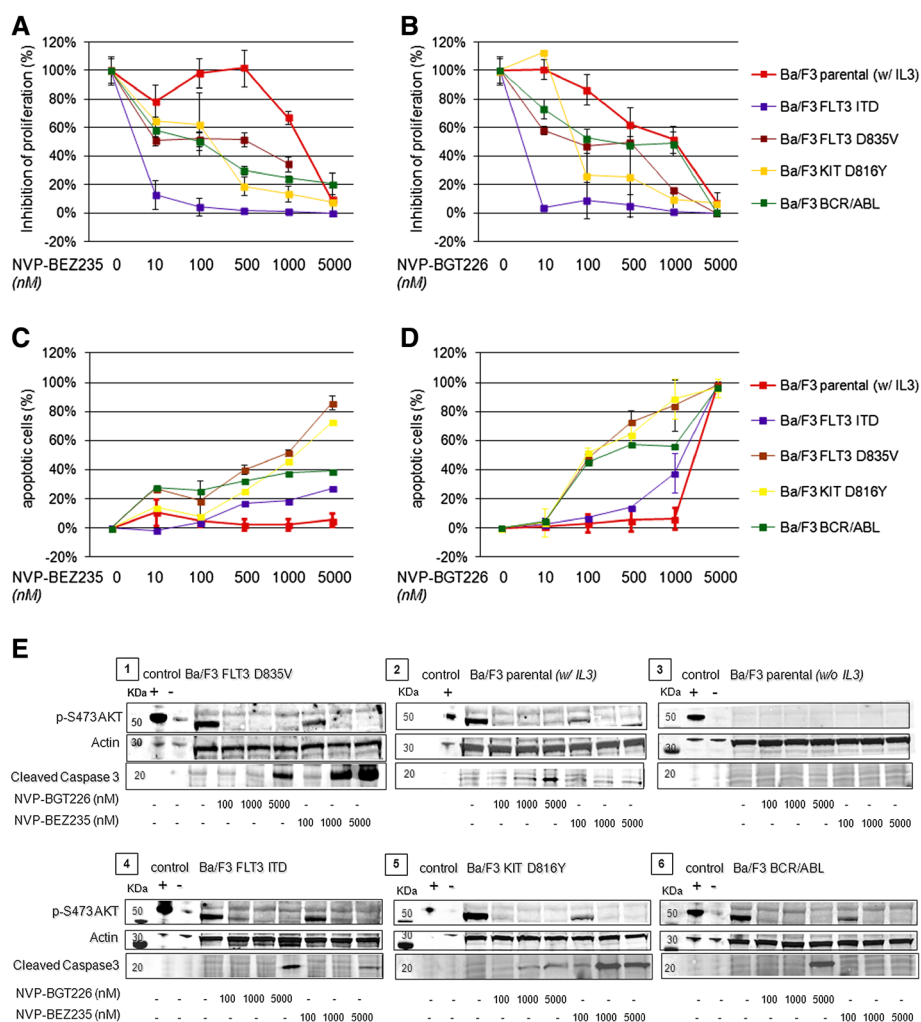 A
B
Inhibition of proliferation (%)
120%
100%
80%
60%
40%
20%
0%
-20%
NVP-BEZ235 0 10 100 500 1000 5000
(nM)
Inhibition of proliferation (%)
120%
100%
80%
60%
40%
20%
0%
-20%
NVP-BGT226 0 10 100 500 1000 5000
(nM)
Ba/F3 parental (w/ IL3)
Ba/F3 FLT3 ITD
Ba/F3 FLT3 D835V
Ba/F3 KIT D816Y
Ba/F3 BCR/ABL
C
D
apoptotic cells (%)
120%
100%
80%
60%
40%
20%
0%
-20%
NVP-BEZ235 0 10 100 500 1000 5000
(nM)
apoptotic cells (%)
120%
100%
80%
60%
40%
20%
0%
-20%
NVP-BGT226 0 10 100 500 1000 5000
(nM)
Ba/F3 parental (w/ IL3)
Ba/F3 FLT3 ITD
Ba/F3 FLT3 D835V
Ba/F3 KIT D816Y
Ba/F3 BCR/ABL
E
1 control Ba/F3 FLT3 D835V
KDa + -
p-S473AKT 50
Actin 30
Cleaved Caspase 3 20
NVP-BGT226 (nM) - - - 100 1000 5000 - - -
NVP-BEZ235 (nM) - - - - - - 100 1000 5000
2 control Ba/F3 parental (w/ IL3)
KDa +
50
30
20
- - 100 1000 5000 - - -
- - - - - 100 1000 5000
3 control Ba/F3 parental (w/o IL3)
KDa + -
50
30
20
- 100 1000 5000 - - -
- - - - 100 1000 5000
4 control Ba/F3 FLT3 ITD
KDa + -
p-S473AKT 50
Actin 30
Cleaved Caspase3 20
NVP-BGT226 (nM) - - - 100 1000 5000 - - -
NVP-BEZ235 (nM) - - - - - - 100 1000 5000
5 control Ba/F3 KIT D816Y
KDa + -
50
30
20
- - - 100 1000 5000 - - -
- - - - - - 100 1000 5000
6 control Ba/F3 BCR/ABL
KDa + -
50
30
20
- - - 100 1000 5000 - - -
- - - - - - 100 1000 5000